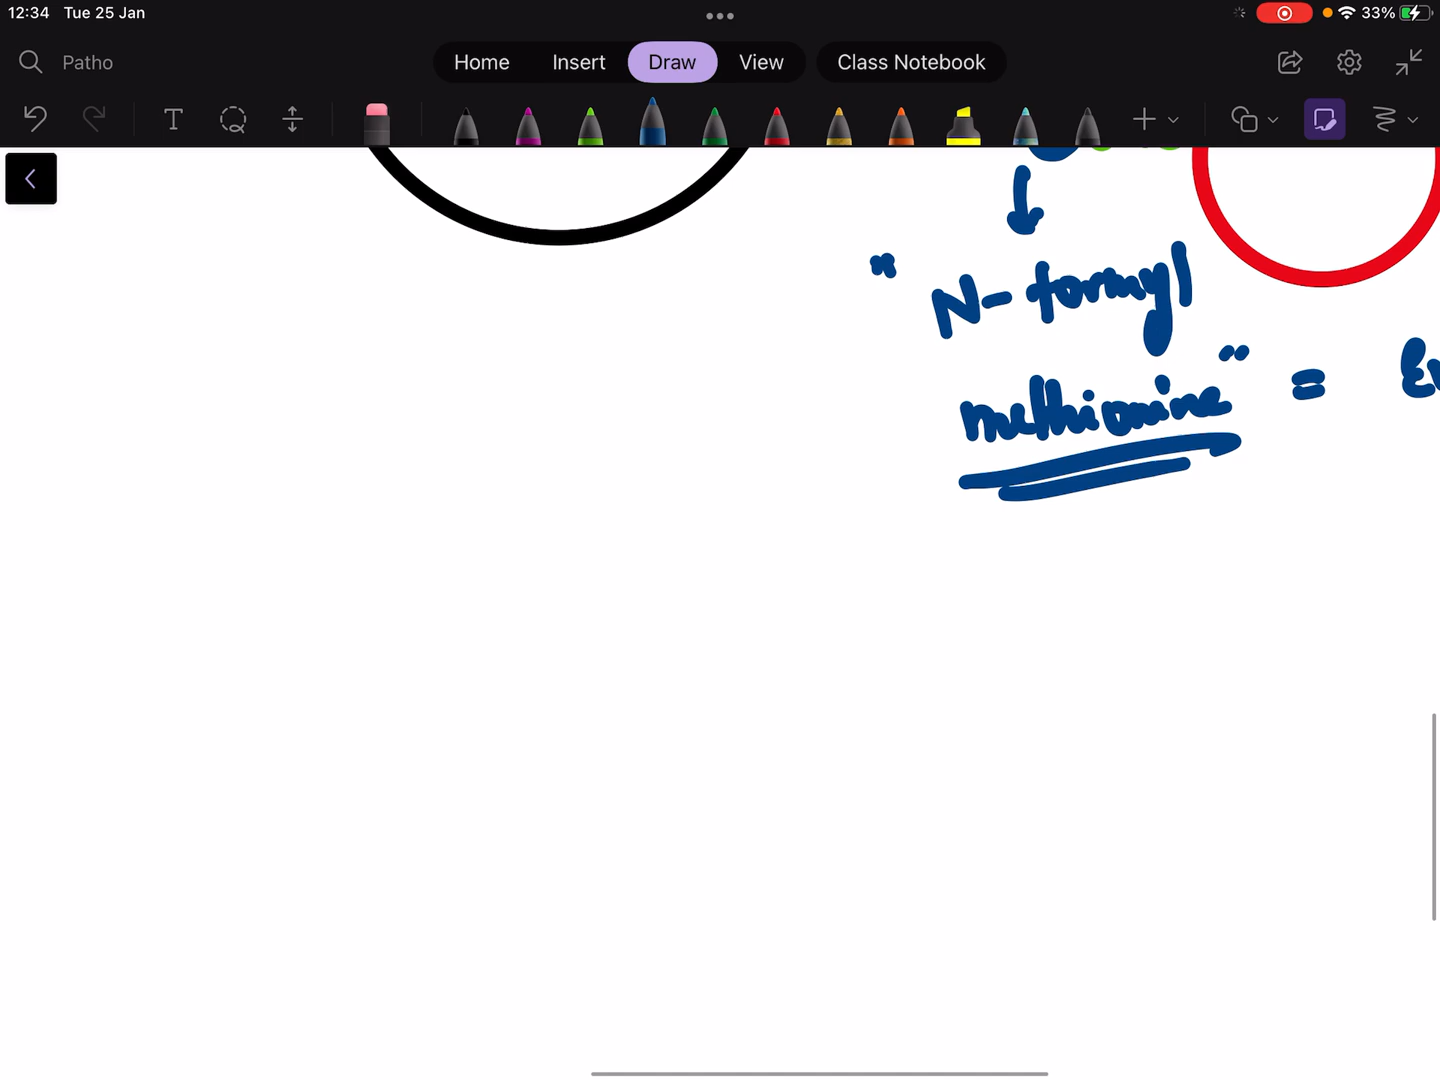 12:34 Tue 25 Jan
33%
Patho
Home Insert Draw View Class Notebook
T
"
N- formyl
methionine" =